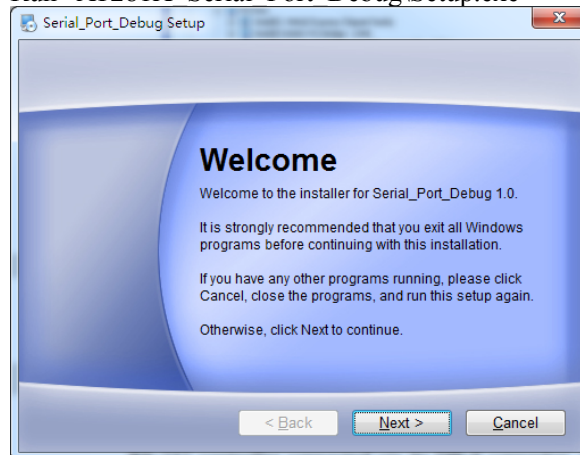 Serial_Port_Debug Setup
Welcome
Welcome to the installer for Serial_Port_Debug 1.0.
It is strongly recommended that you exit all Windows
programs before continuing with this installation.
If you have any other programs running, please click
Cancel, close the programs, and run this setup again.
Otherwise, click Next to continue.
< Back
Next >
Cancel